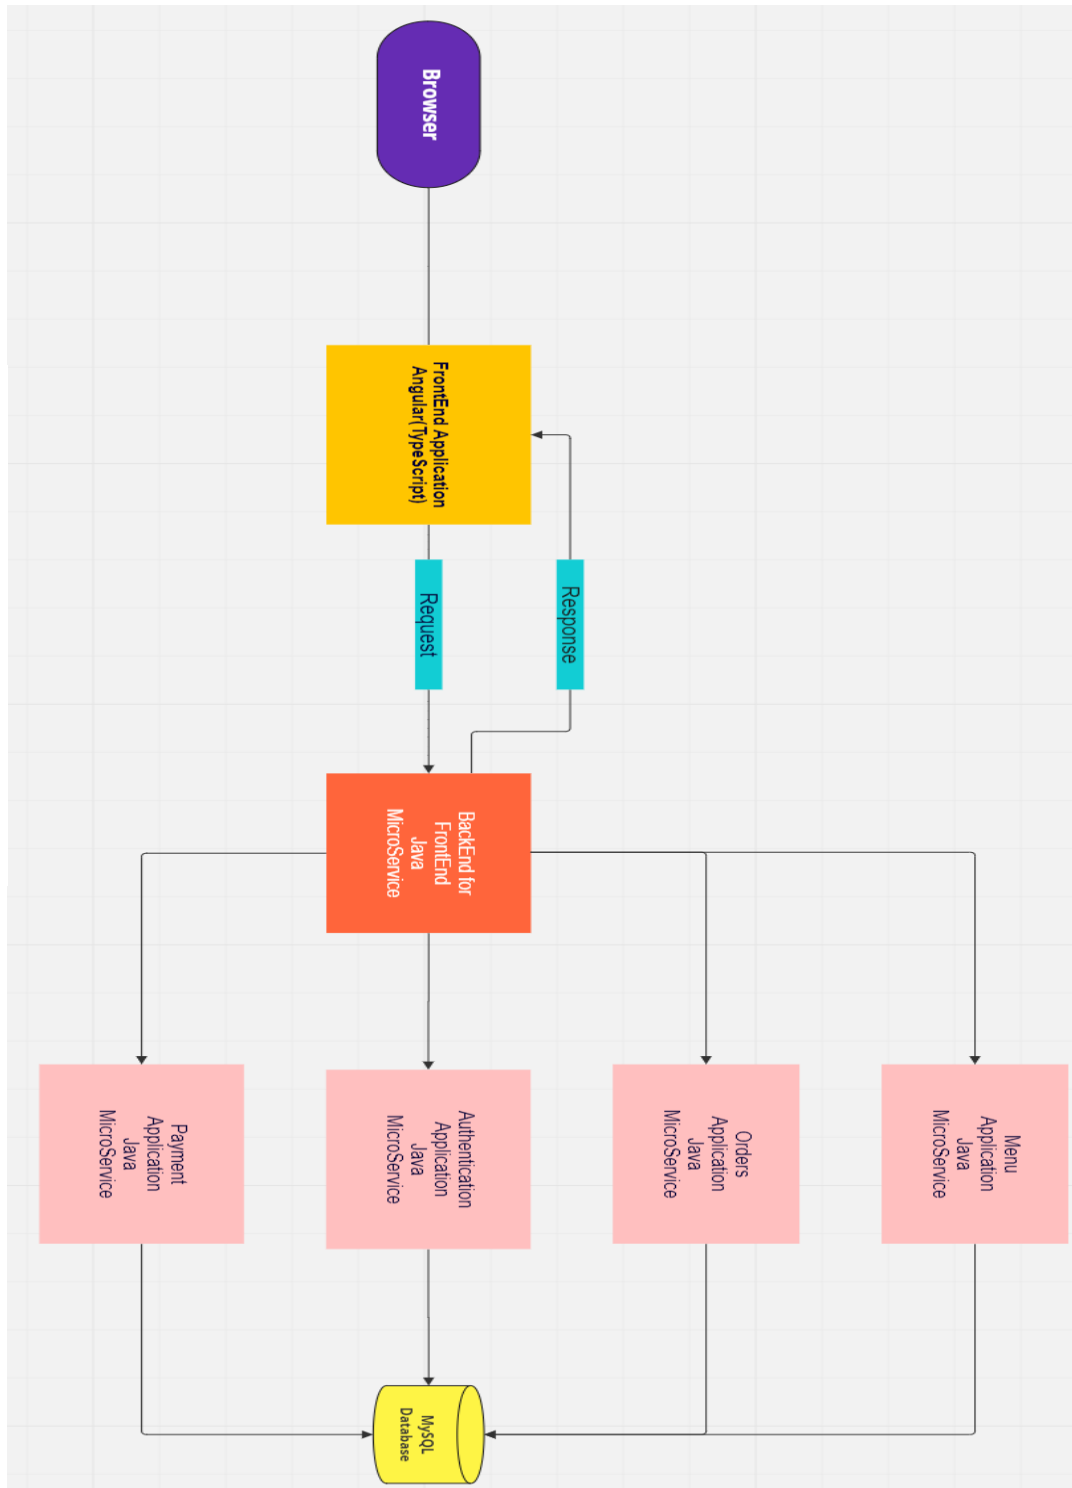 Browser
FrontEnd Application
Angular(TypeScript)
Request
Response
BackEnd for
FrontEnd
Java
MicroService
Menu
Application
Java
MicroService
Orders
Application
Java
MicroService
Authentication
Application
Java
MicroService
Payment
Application
Java
MicroService
MySQL
Database